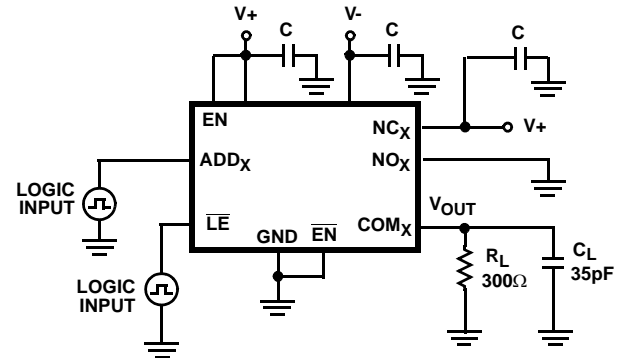 V+
C
V-
C
C
EN
NCX
V+
ADDX
NOX
LOGIC
INPUT
VOUT
LE
COMX
GND
EN
RL
300Ω
CL
35pF
LOGIC
INPUT